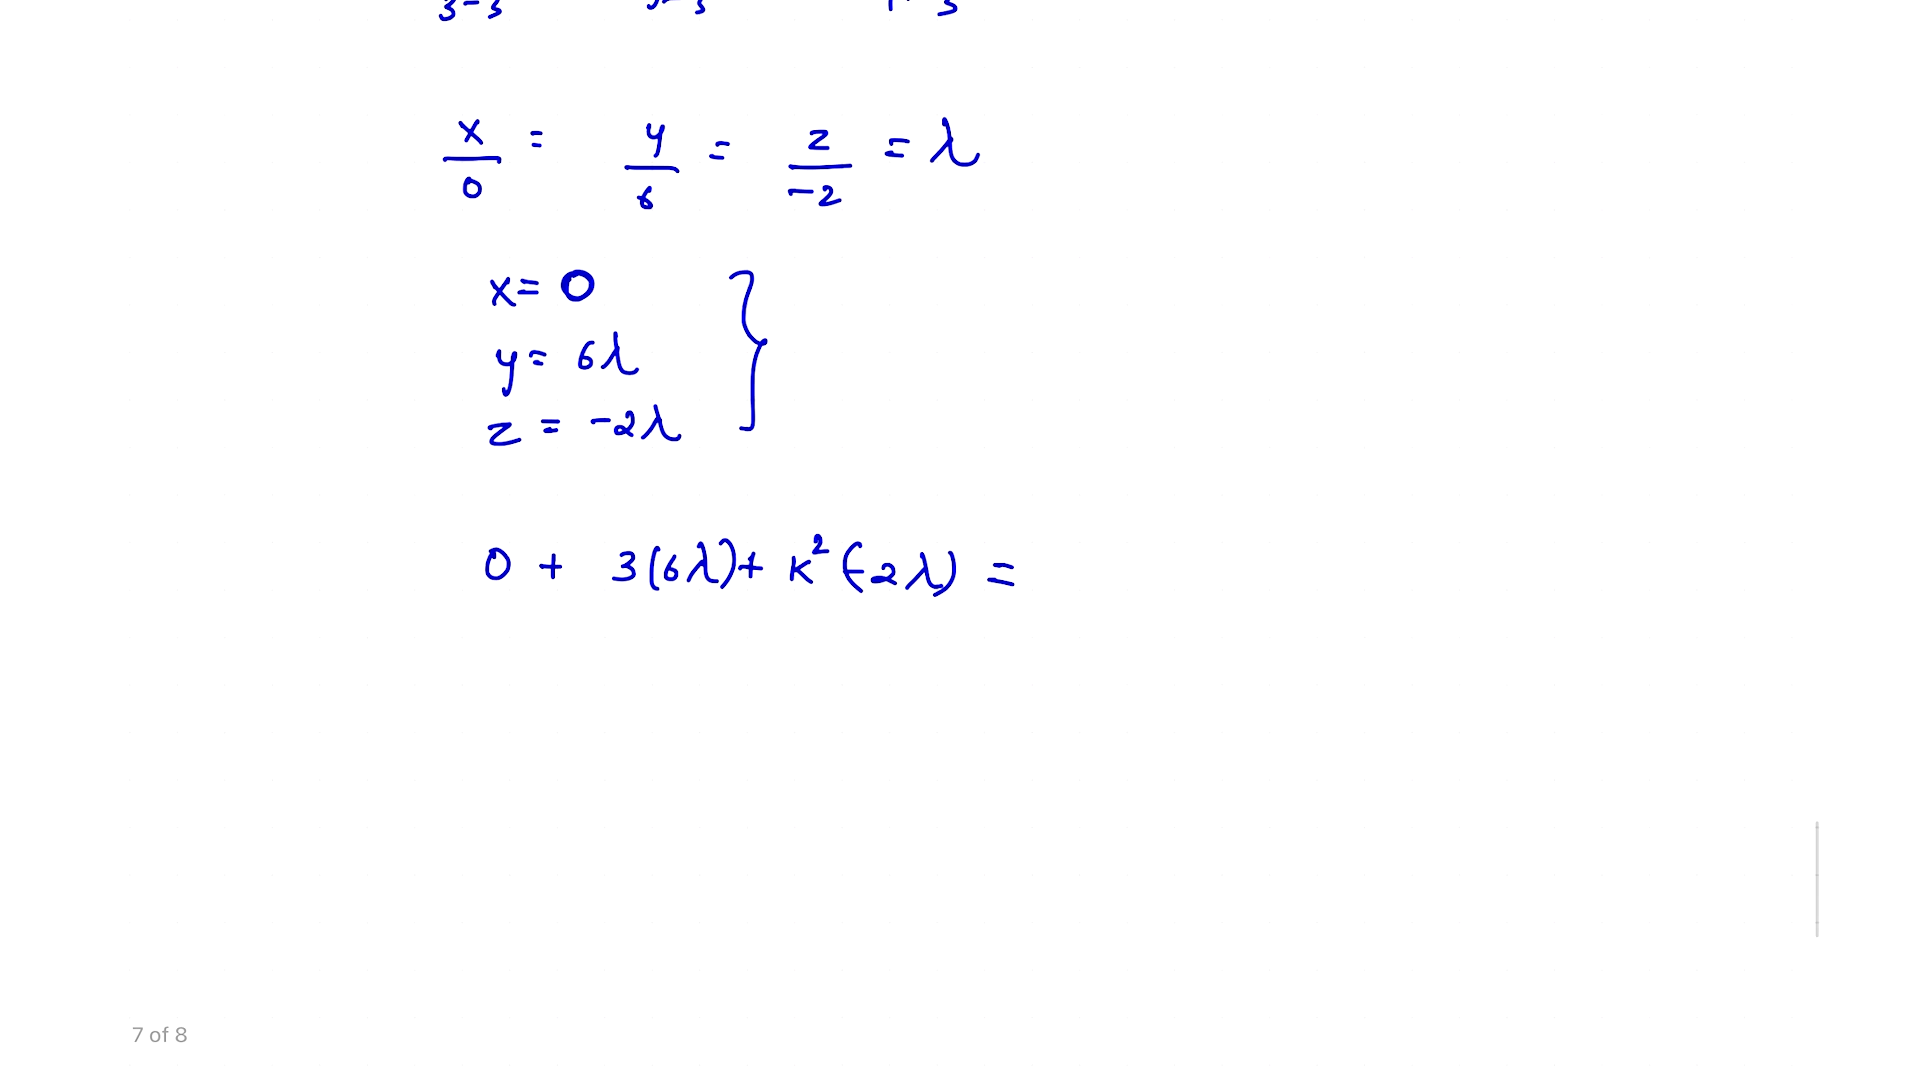 x/0 = y/6 = z/-2 = λ
x = 0
y = 6λ
z = -2λ
0 + 3(6λ) + k²(-2λ) =
7 of 8